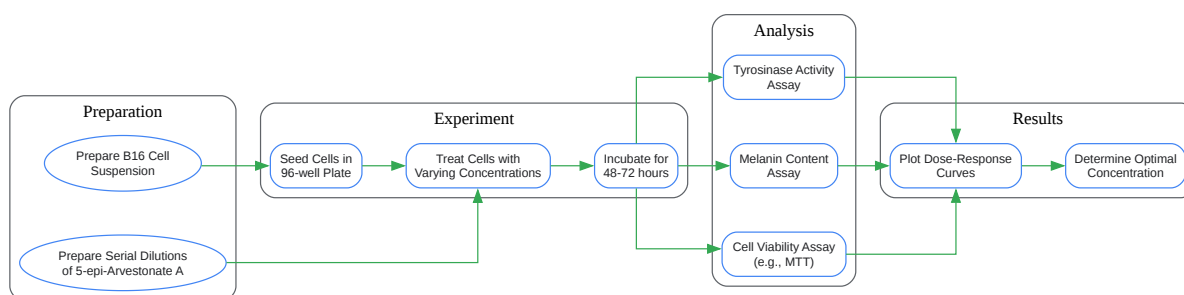 Preparation
Prepare B16 Cell
Suspension
Prepare Serial Dilutions
of 5-epi-Arvestonate A
Experiment
Seed Cells in
96-well Plate
Treat Cells with
Varying Concentrations
Incubate for
48-72 hours
Analysis
Tyrosinase Activity
Assay
Melanin Content
Assay
Cell Viability Assay
(e.g., MTT)
Results
Plot Dose-Response
Curves
Determine Optimal
Concentration